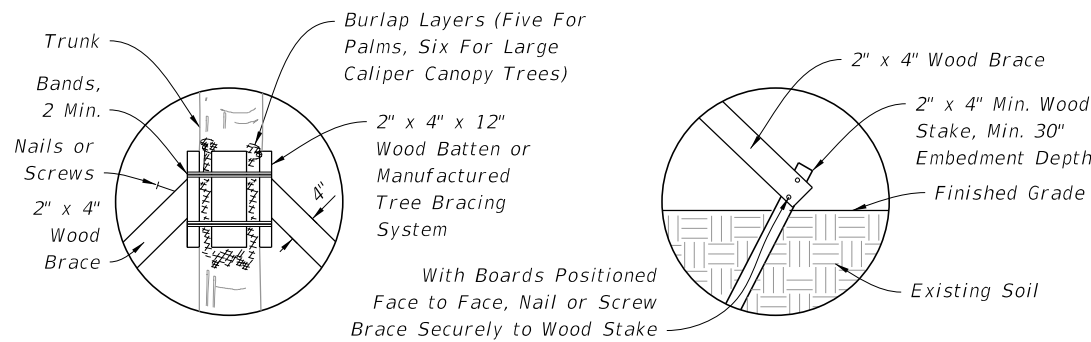 Trunk
Bands,
2 Min.
Nails or
Screws
2" x 4"
Wood
Brace
Burlap Layers (Five For
Palms, Six For Large
Caliper Canopy Trees)
2" x 4" x 12"
Wood Batten or
Manufactured
Tree Bracing
System
4"
With Boards Positioned
Face to Face, Nail or Screw
Brace Securely to Wood Stake
2" x 4" Wood Brace
2" x 4" Min. Wood
Stake, Min. 30"
Embedment Depth
Finished Grade
Existing Soil